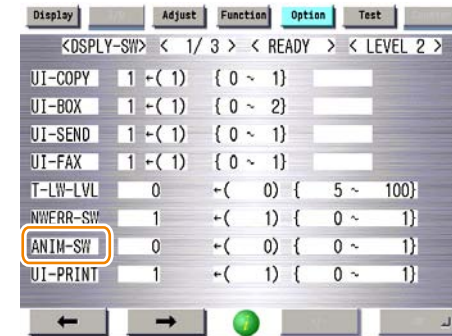 Display Adjust Function Option Test
<DSPLY-SW> < 1/ 3 > < READY > < LEVEL 2 >
UI-COPY 1 ←( 1) { 0 ~ 1}
UI-BOX 1 ←( 1) { 0 ~ 2}
UI-SEND 1 ←( 1) { 0 ~ 1}
UI-FAX 1 ←( 1) { 0 ~ 1}
T-LW-LVL 0 ←( 0) { 5 ~ 100}
NWERR-SW 1 ←( 1) { 0 ~ 1}
ANIM-SW 0 ←( 0) { 0 ~ 1}
UI-PRINT 1 ←( 1) { 0 ~ 1}
← → i